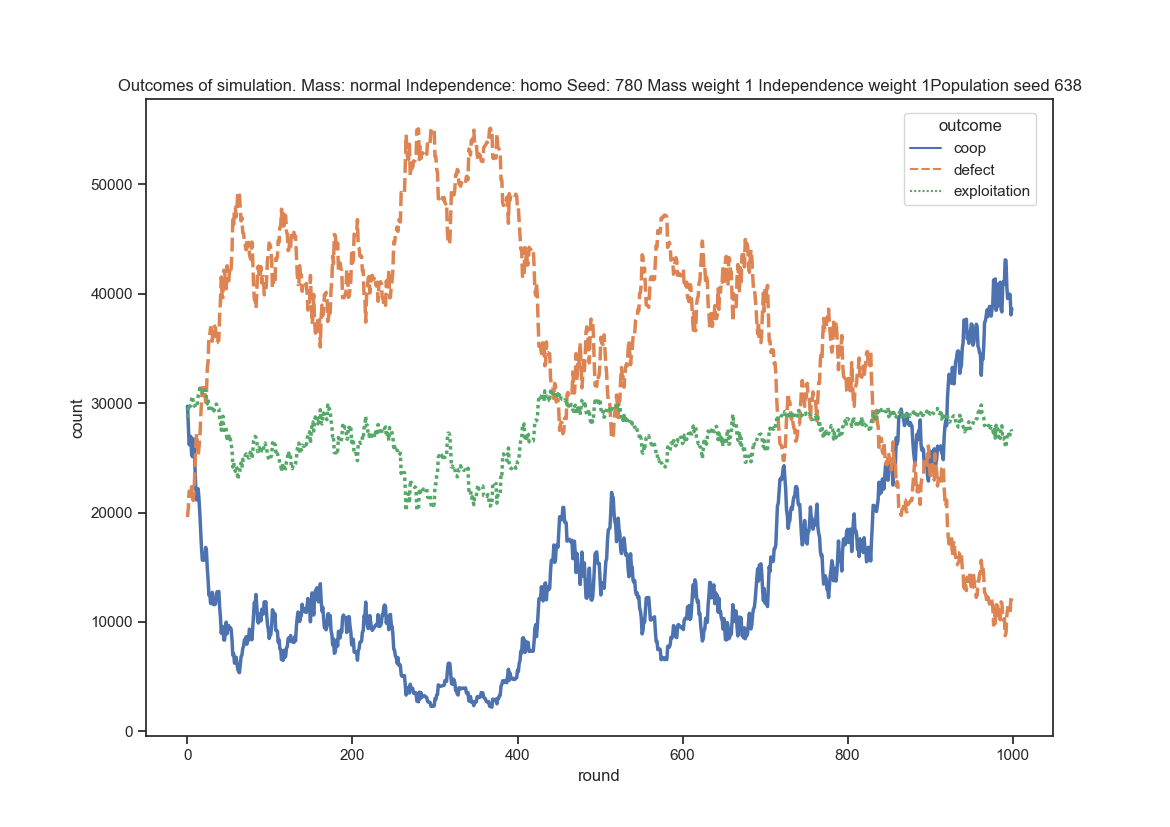 Outcomes of simulation. Mass: normal Independence: homo Seed: 780 Mass weight 1 Independence weight 1Population seed 638
outcome
coop
defect
exploitation
50000
40000
30000
20000
10000
0
count
0 200 400 600 800 1000
round